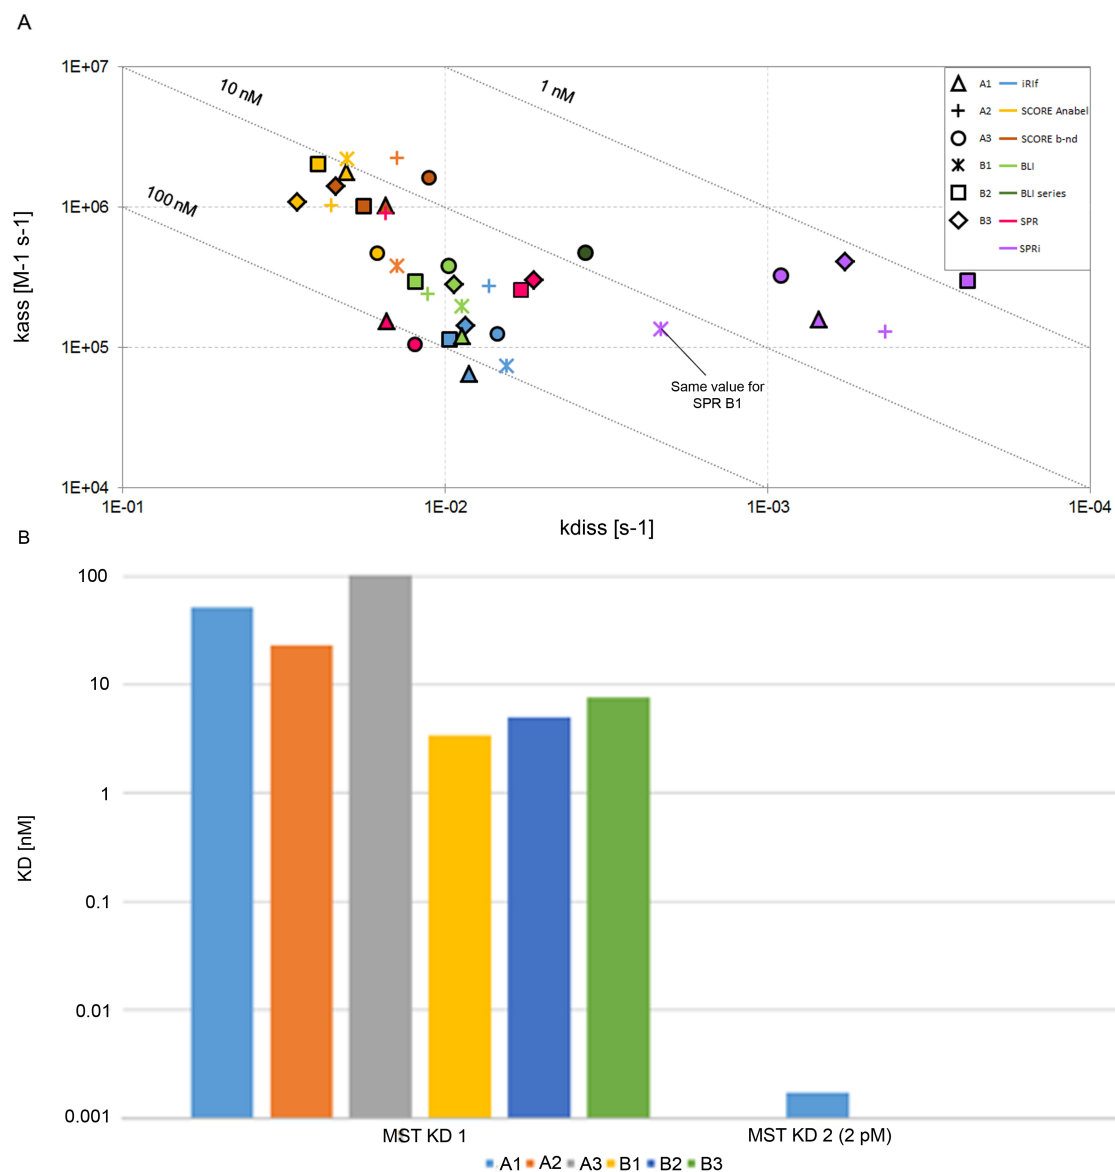 A
1E+07
1E+06
1E+05
1E+04
kass [M-1 s-1]
10 nM
1 nM
100 nM
A1 iRIf
A2 SCORE Anabel
A3 SCORE b-nd
B1 BLI
B2 BLI series
B3 SPR
SPRi
Same value for
SPR B1
1E-01 1E-02 1E-03 1E-04
kdiss [s-1]
B
100
10
1
0.1
0.01
0.001
KD [nM]
MST KD 1 MST KD 2 (2 pM)
A1 A2 A3 B1 B2 B3